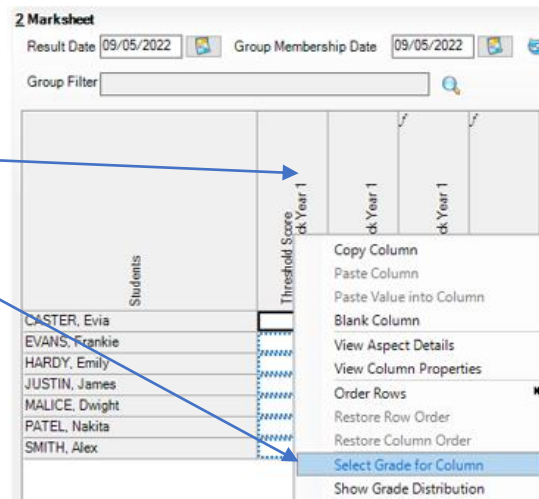 2 Marksheet
Result Date 09/05/2022 Group Membership Date 09/05/2022
Group Filter
Students
Threshold Score
ck Year 1
ck Year 1
ck Year 1
CASTER, Evia
EVANS, Frankie
HARDY, Emily
JUSTIN, James
MALICE, Dwight
PATEL, Nakita
SMITH, Alex
Copy Column
Paste Column
Paste Value into Column
Blank Column
View Aspect Details
View Column Properties
Order Rows
Restore Row Order
Restore Column Order
Select Grade for Column
Show Grade Distribution